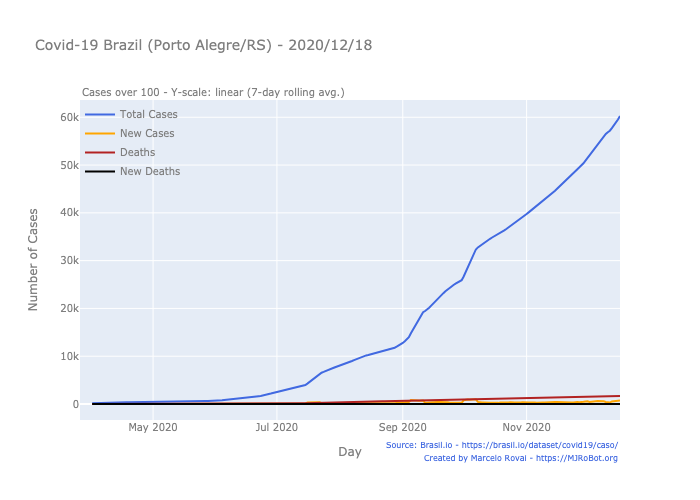 Covid-19 Brazil (Porto Alegre/RS) - 2020/12/18
Cases over 100 - Y-scale: linear (7-day rolling avg.)
Total Cases
New Cases
Deaths
New Deaths
60k
50k
40k
30k
20k
10k
0
Number of Cases
May 2020
Jul 2020
Sep 2020
Nov 2020
Day
Source: Brasil.io - https://brasil.io/dataset/covid19/caso/
Created by Marcelo Rovai - https://MJRoBot.org